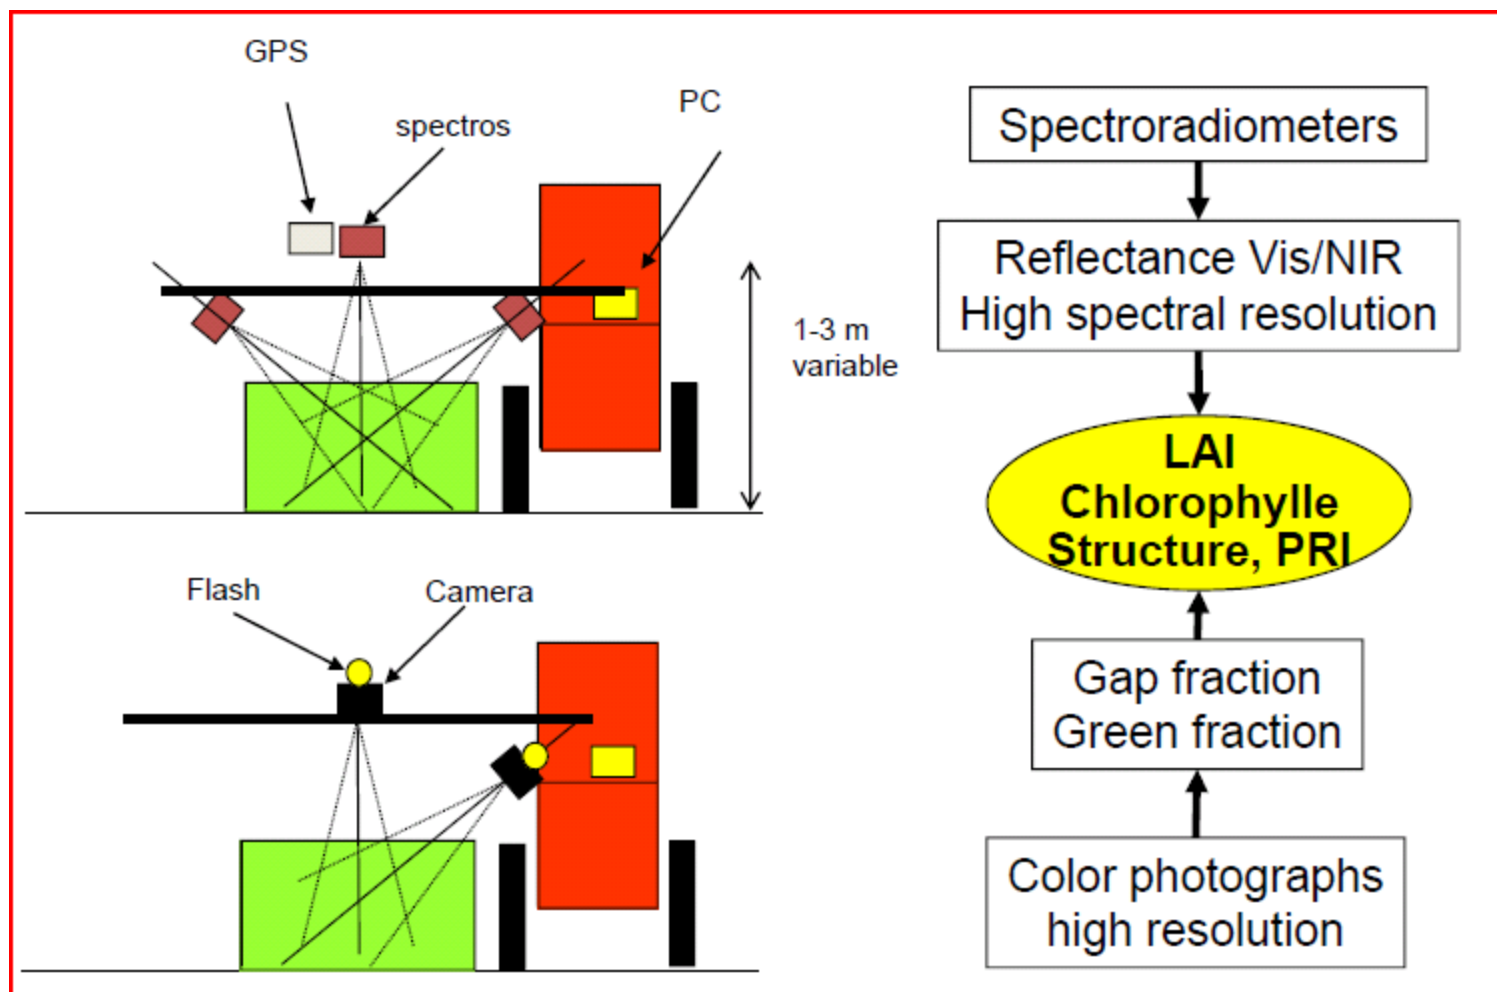 GPS
spectros
PC
1-3 m
variable
Flash
Camera
Spectroradiometers
Reflectance Vis/NIR
High spectral resolution
LAI
Chlorophylle
Structure, PRI
Gap fraction
Green fraction
Color photographs
high resolution